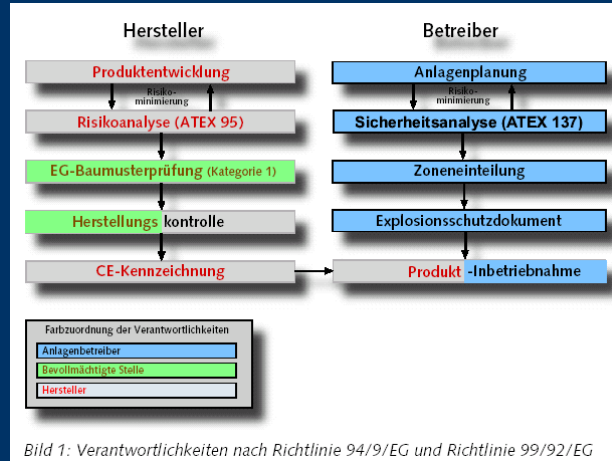 Hersteller
Betreiber
Produktentwicklung
Anlagenplanung
Risiko-
minimierung
Risiko-
minimierung
Risikoanalyse (ATEX 95)
Sicherheitsanalyse (ATEX 137)
EG-Baumusterprüfung (Kategorie 1)
Zoneneinteilung
Herstellungs kontrolle
Explosionsschutzdokument
CE-Kennzeichnung
Produkt -Inbetriebnahme
Farbzuordnung der Verantwortlichkeiten
Anlagenbetreiber
Bevollmächtigte Stelle
Hersteller
Bild 1: Verantwortlichkeiten nach Richtlinie 94/9/EG und Richtlinie 99/92/EG